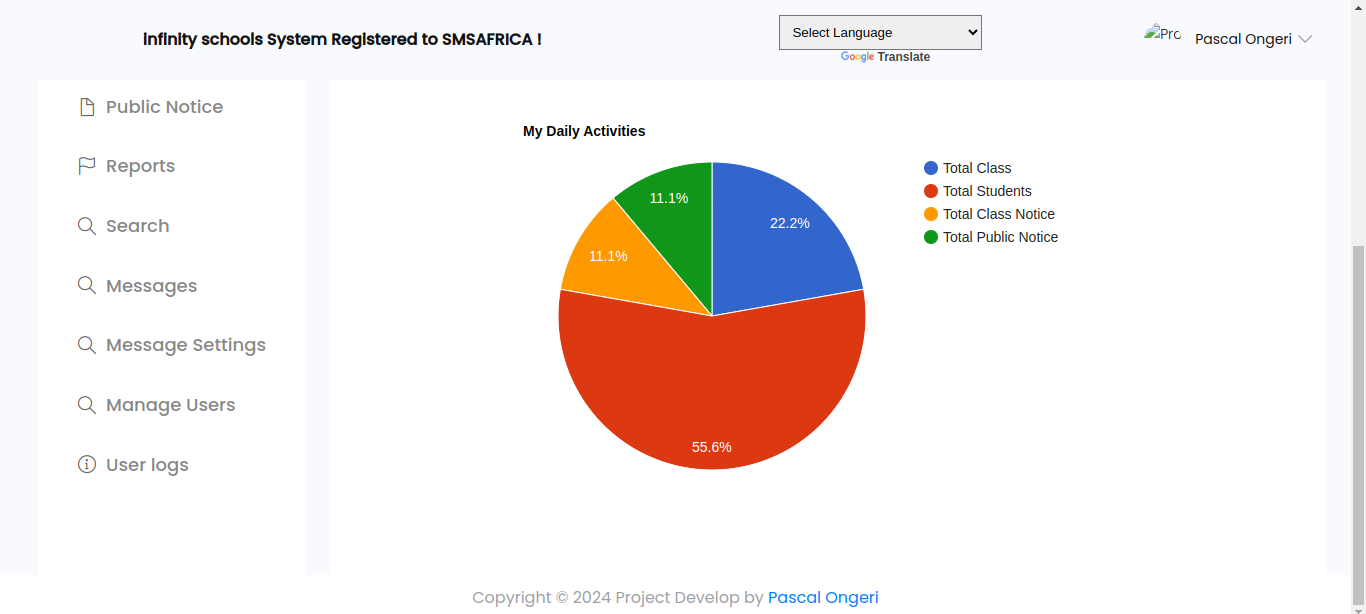 infinity schools System Registered to SMSAFRICA !
Select Language
Google Translate
Pro
Pascal Ongeri
Public Notice
Reports
Search
Messages
Message Settings
Manage Users
User logs
My Daily Activities
22.2%
55.6%
11.1%
11.1%
Total Class
Total Students
Total Class Notice
Total Public Notice
Copyright © 2024 Project Develop by Pascal Ongeri